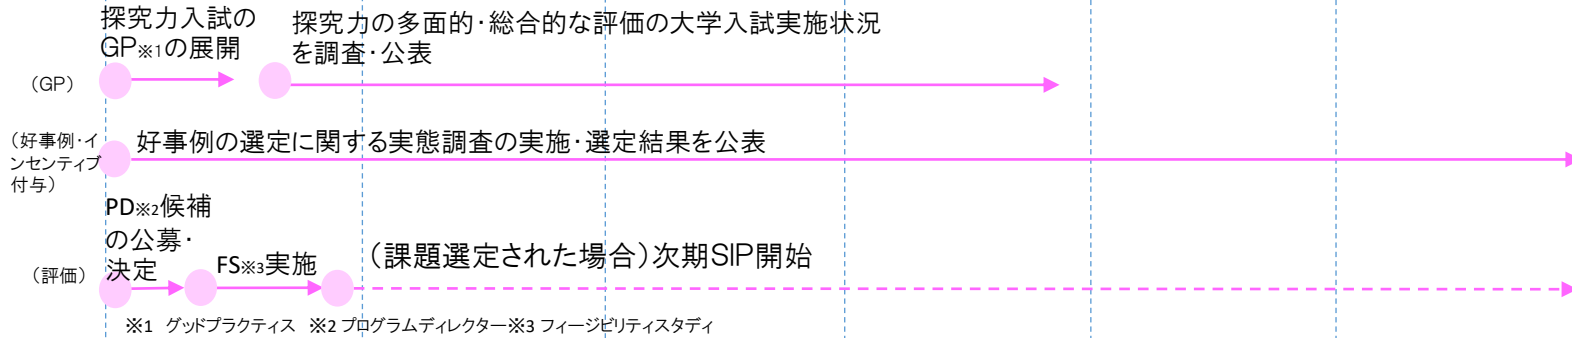 探究力入試の
GP※1の展開
探究力の多面的・総合的な評価の大学入試実施状況
を調査・公表
（GP）
（好事例・イ
ンセンティブ
付与）
好事例の選定に関する実態調査の実施・選定結果を公表
PD※2候補
の公募・
決定
FS※3実施
（課題選定された場合）次期SIP開始
（評価）
※1　グッドプラクティス　※2 プログラムディレクター※3 フィージビリティスタディ